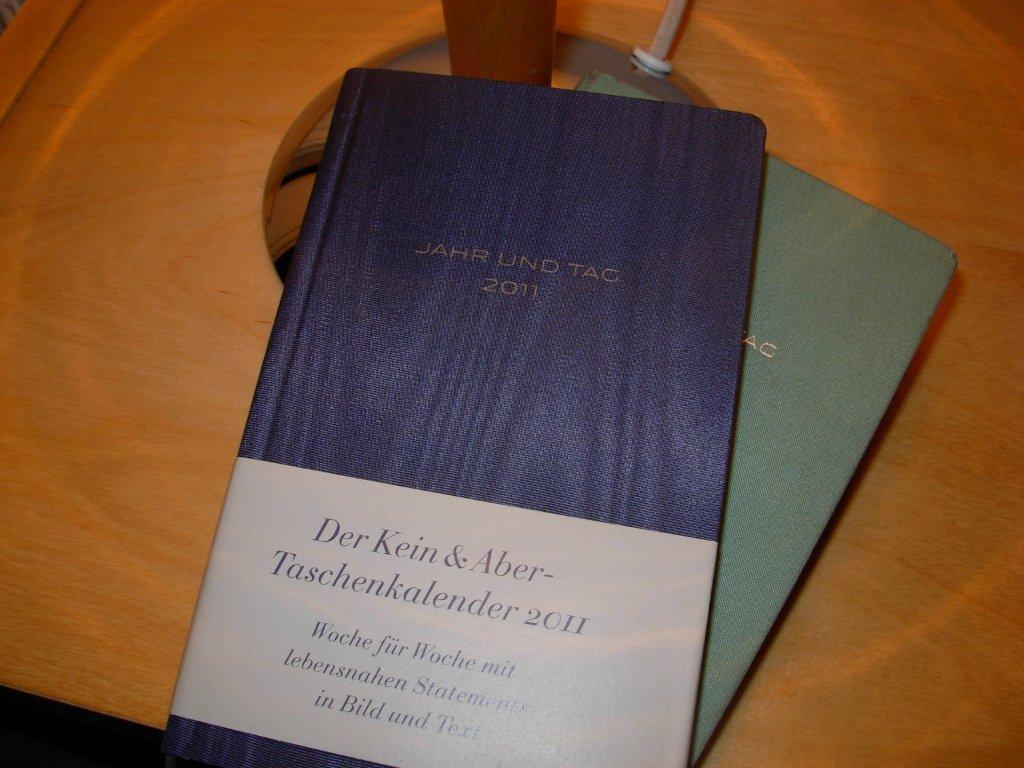 JAHR UND TAG
2011
TAG
Der Kein & Aber-
Taschenkalender 2011
Woche für Woche mit
lebensnahen Statements
in Bild und Text